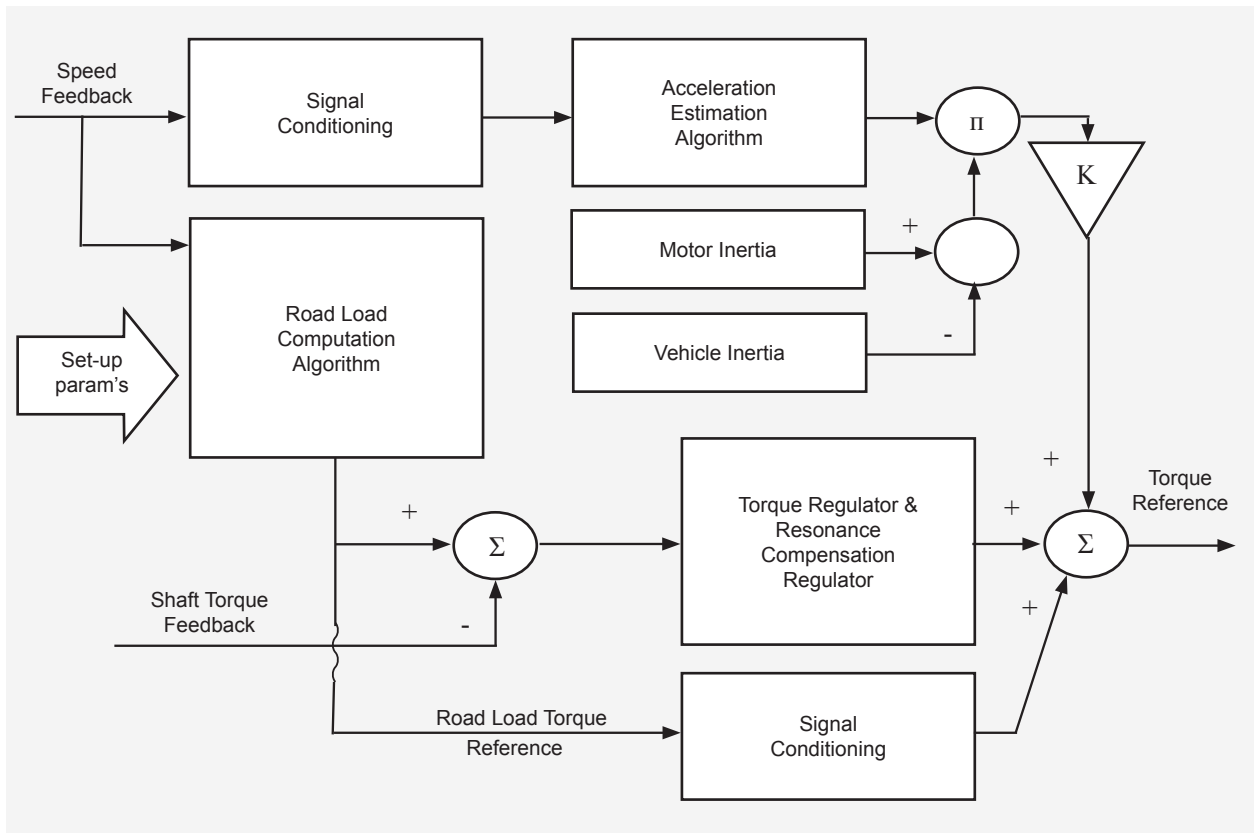 Speed
Feedback
Signal
Conditioning
Acceleration
Estimation
Algorithm
π
K
Motor Inertia
+
Vehicle Inertia
-
Road Load
Computation
Algorithm
Set-up
param's
+
Σ
Shaft Torque
Feedback
-
Torque Regulator &
Resonance
Compensation
Regulator
+
+
Σ
+
Torque
Reference
Road Load Torque
Reference
Signal
Conditioning